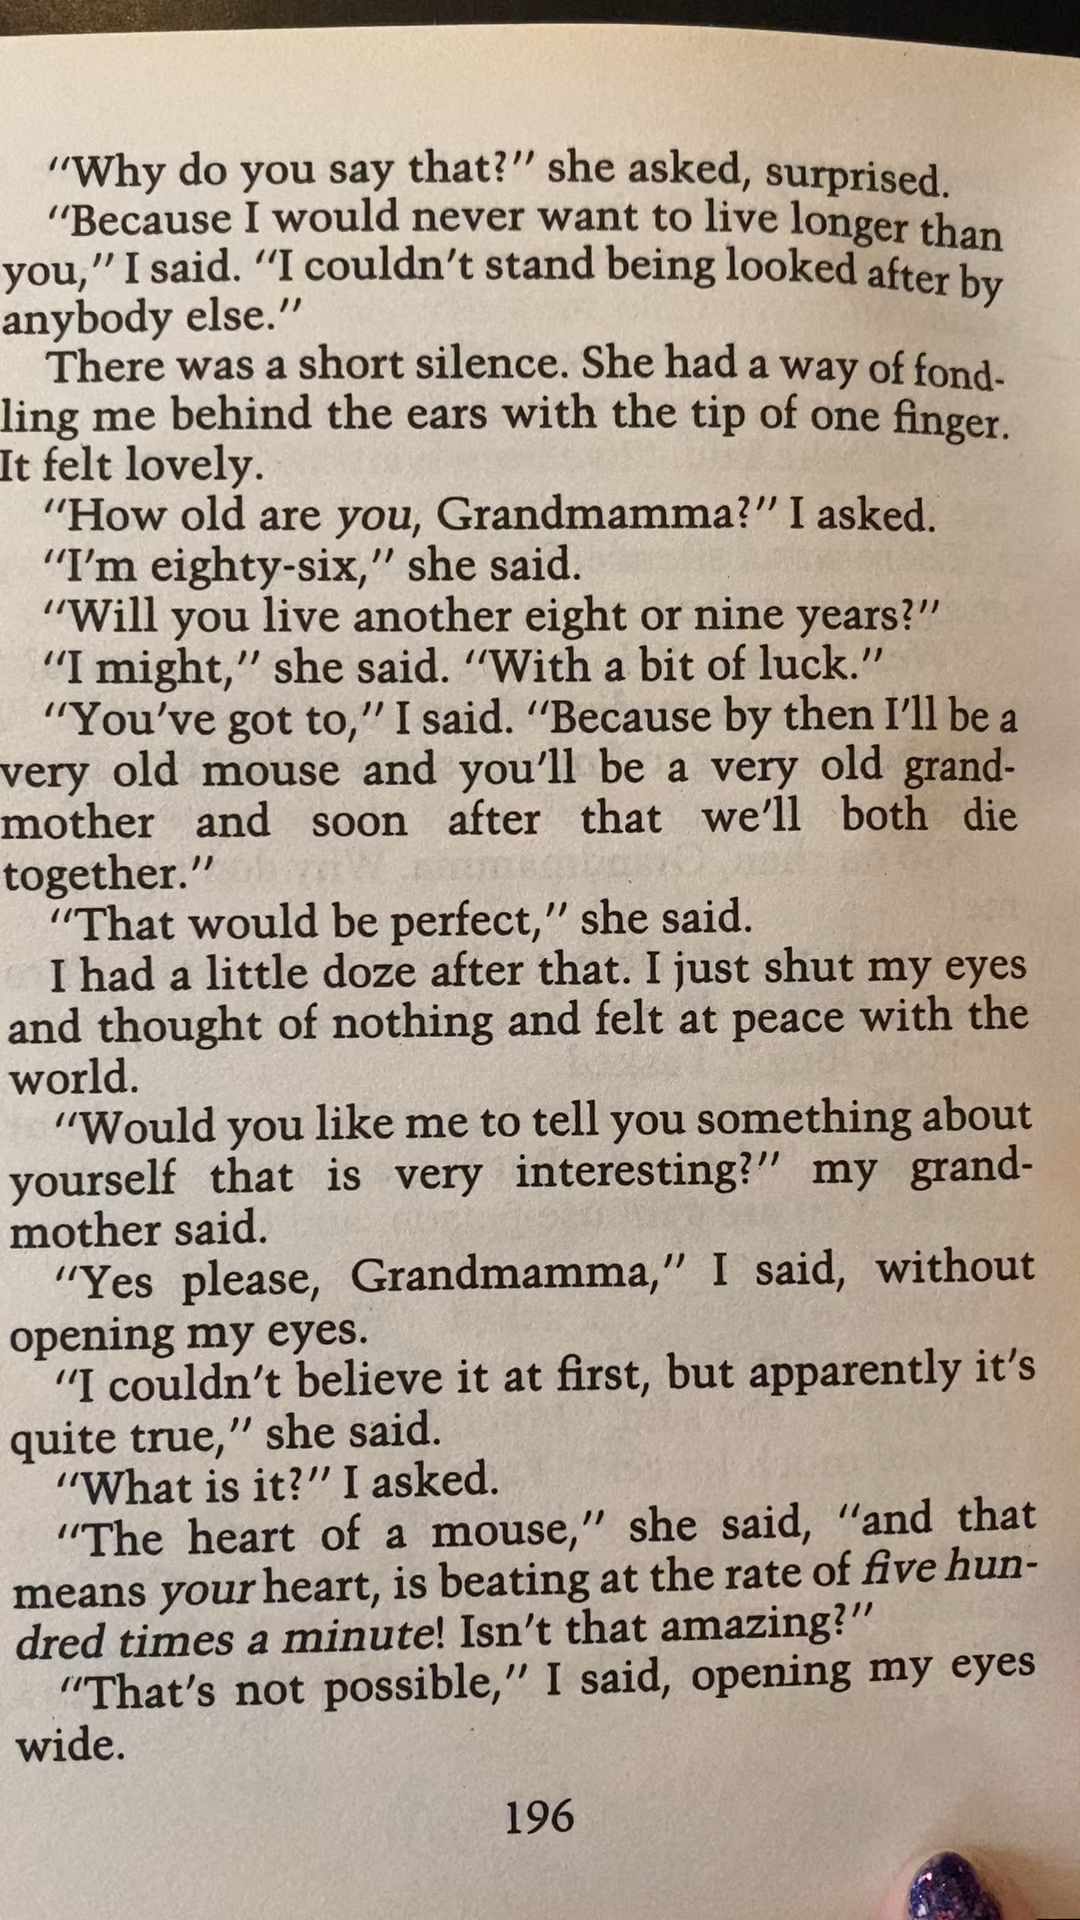 "Why do you say that?" she asked, surprised.
"Because I would never want to live longer than
you," I said. "I couldn't stand being looked after by
anybody else."
There was a short silence. She had a way of fond-
ling me behind the ears with the tip of one finger.
It felt lovely.
"How old are you, Grandmamma?" I asked.
"I'm eighty-six," she said.
"Will you live another eight or nine years?"
"I might," she said. "With a bit of luck."
"You've got to," I said. "Because by then I'll be a
very old mouse and you'll be a very old grand-
mother and soon after that we'll both die
together."
"That would be perfect," she said.
I had a little doze after that. I just shut my eyes
and thought of nothing and felt at peace with the
world.
"Would you like me to tell you something about
yourself that is very interesting?" my grand-
mother said.
"Yes please, Grandmamma," I said, without
opening my eyes.
"I couldn't believe it at first, but apparently it's
quite true," she said.
"What is it?" I asked.
"The heart of a mouse," she said, "and that
means your heart, is beating at the rate of five hun-
dred times a minute! Isn't that amazing?"
"That's not possible," I said, opening my eyes
wide.
196